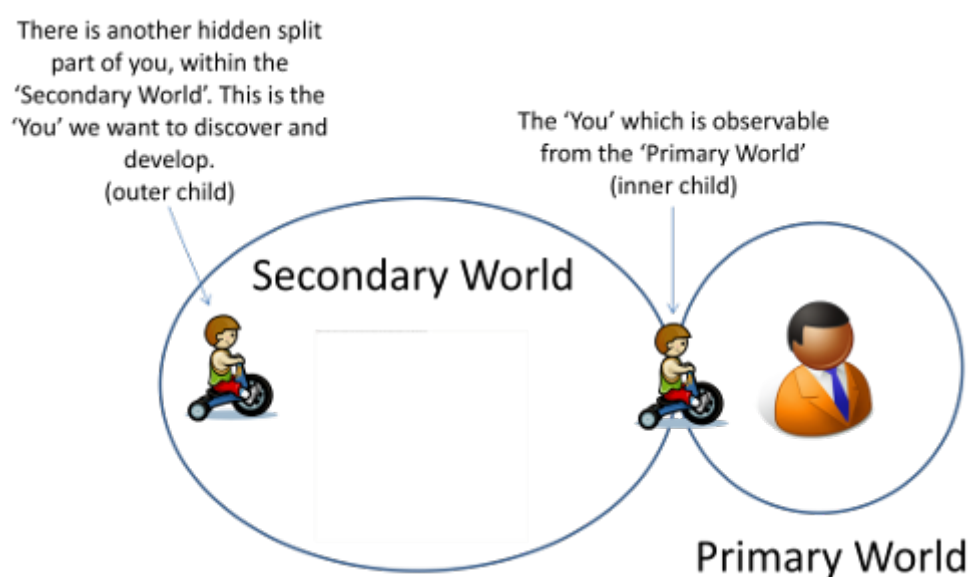 There is another hidden split
part of you, within the
‘Secondary World’. This is the
‘You’ we want to discover and
develop.
(outer child)
The ‘You’ which is observable
from the ‘Primary World’
(inner child)
Secondary World
Primary World